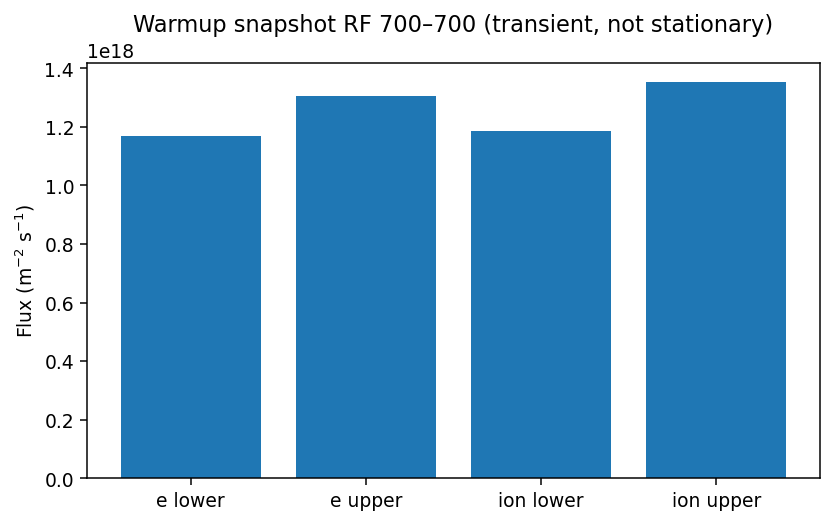 Warmup snapshot RF 700–700 (transient, not stationary)
1e18
1.4
1.2
1.0
0.8
0.6
0.4
0.2
0.0
Flux (m⁻² s⁻¹)
e lower
e upper
ion lower
ion upper